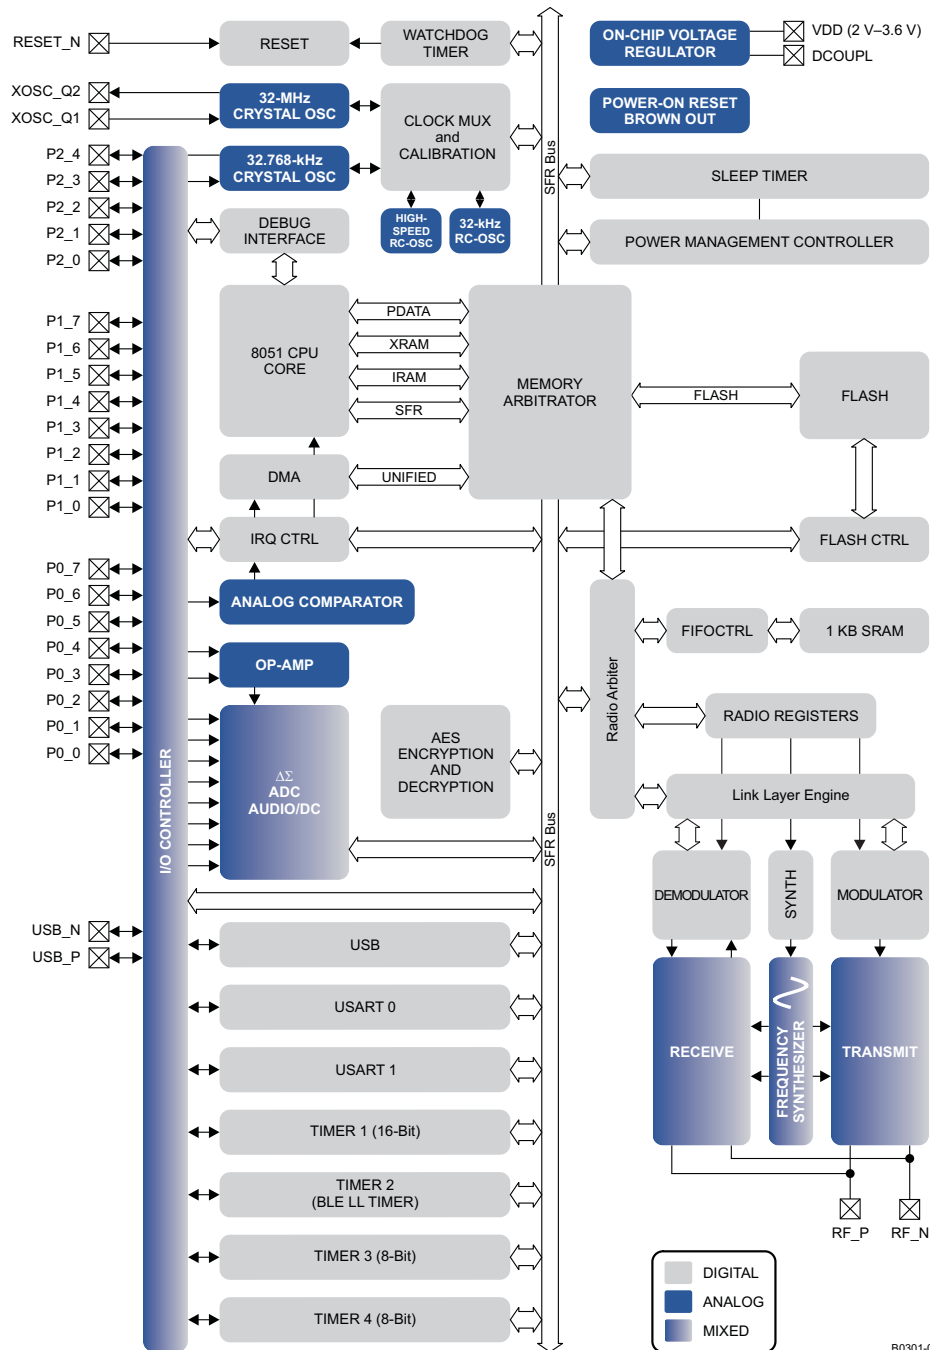 RESET_N
RESET
WATCHDOG
TIMER
ON-CHIP VOLTAGE
REGULATOR
VDD (2 V–3.6 V)
DCOUPL
XOSC_Q2
XOSC_Q1
32-MHz
CRYSTAL OSC
CLOCK MUX
and
CALIBRATION
POWER-ON RESET
BROWN OUT
SFR Bus
P2_4
P2_3
P2_2
P2_1
P2_0
32.768-kHz
CRYSTAL OSC
SLEEP TIMER
DEBUG
INTERFACE
HIGH-
SPEED
RC-OSC
32-kHz
RC-OSC
POWER MANAGEMENT CONTROLLER
P1_7
P1_6
P1_5
P1_4
P1_3
P1_2
P1_1
P1_0
8051 CPU
CORE
PDATA
XRAM
IRAM
SFR
MEMORY
ARBITRATOR
FLASH
FLASH
DMA
UNIFIED
IRQ CTRL
FLASH CTRL
P0_7
P0_6
P0_5
P0_4
P0_3
P0_2
P0_1
P0_0
ANALOG COMPARATOR
OP-AMP
FIFOCTRL
1 KB SRAM
Radio Arbiter
RADIO REGISTERS
I/O CONTROLLER
ΔΣ
ADC
AUDIO/DC
AES
ENCRYPTION
AND
DECRYPTION
Link Layer Engine
SFR Bus
DEMODULATOR
SYNTH
MODULATOR
USB_N
USB_P
USB
USART 0
USART 1
RECEIVE
FREQUENCY
SYNTHESIZER
TRANSMIT
TIMER 1 (16-Bit)
TIMER 2
(BLE LL TIMER)
RF_P
RF_N
TIMER 3 (8-Bit)
TIMER 4 (8-Bit)
DIGITAL
ANALOG
MIXED